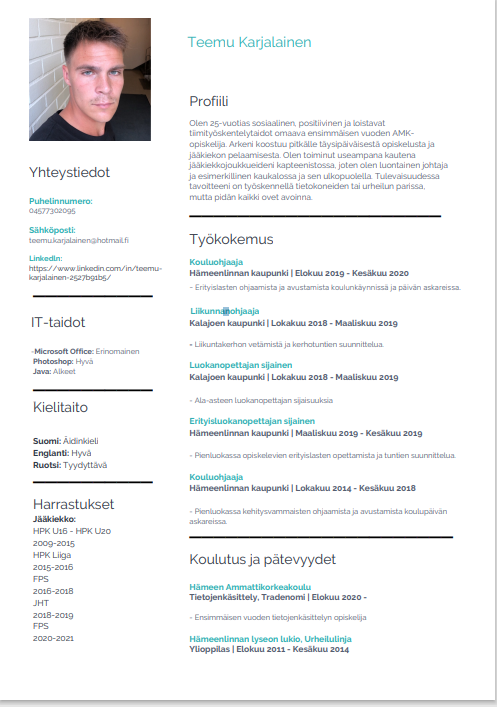 Teemu Karjalainen
Yhteystiedot
Puhelinnumero:
04577302095
Sähköposti:
teemu.karjalainen@hotmail.fi
Linkedin:
https://www.linkedin.com/in/teemu-
karjalainen-2527b91b5/
IT-taidot
-Microsoft Office: Erinomainen
Photoshop: Hyvä
Java: Alkeet
Kielitaito
Suomi: Äidinkieli
Englanti: Hyvä
Ruotsi: Tyydyttävä
Harrastukset
Jääkiekko:
HPK U16 - HPK U20
2009-2015
HPK Liiga
2015-2016
FPS
2016-2018
JHT
2018-2019
FPS
2020-2021
Profiili
Olen 25-vuotias sosiaalinen, positiivinen ja loistavat
tiimityöskentelytaidot omaava ensimmäisen vuoden AMK-
opiskelija. Arkeni koostuu pitkälle täysipäiväisestä opiskelusta ja
jääkiekon pelaamisesta. Olen toiminut useampana kautena
jääkiekkojoukkueideni kapteenistossa, joten olen luontainen johtaja
ja esimerkillinen kaukalossa ja sen ulkopuolella. Tulevaisuudessa
tavoitteeni on työskennellä tietokoneiden tai urheilun parissa,
mutta pidän kaikki ovet avoinna.
Työkokemus
Kouluohjaaja
Hämeenlinnan kaupunki | Elokuu 2019 - Kesäkuu 2020
- Erityislasten ohjaamista ja avustamista koulunkäynnissä ja päivän askareissa.
Liikunnanohjaaja
Kalajoen kaupunki | Lokakuu 2018 - Maaliskuu 2019
- Liikuntakerhon vetämistä ja kerhotuntien suunnittelua.
Luokanopettajan sijainen
Kalajoen kaupunki | Lokakuu 2018 - Maaliskuu 2019
- Ala-asteen luokanopettajan sijaisuuksia
Erityisluokanopettajan sijainen
Hämeenlinnan kaupunki | Maaliskuu 2019 - Kesäkuu 2019
- Pienluokassa opiskelevien erityislasten opettamista ja tuntien suunnittelua.
Kouluohjaaja
Hämeenlinnan kaupunki | Lokakuu 2014 - Kesäkuu 2018
- Pienluokassa kehitysvammaisten ohjaamista ja avustamista koulupäivän
askareissa.
Koulutus ja pätevyydet
Hämeen Ammattikorkeakoulu
Tietojenkäsittely, Tradenomi | Elokuu 2020 -
- Ensimmäisen vuoden tietojenkäsittelyn opiskelija
Hämeenlinnan lyseon lukio, Urheilulinja
Ylioppilas | Elokuu 2011 - Kesäkuu 2014